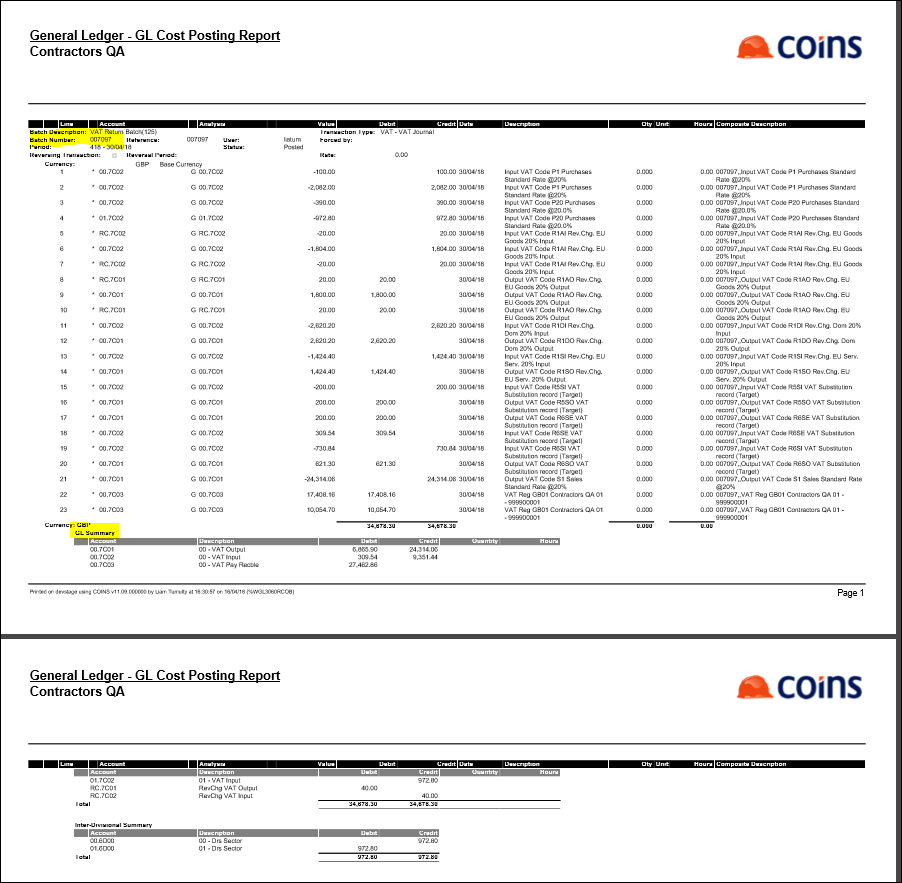 General Ledger - GL Cost Posting Report
Contractors QA
coins
Line Account Analysis Value Debit Credit Date Description Qty Unit Hours Composite Description
Batch Description: VAT Return Batch(125) Transaction Type: VAT - VAT Journal
Batch Number: 007097 Reference: 007097 User: liatum Forced by:
Period: 418 - 30/04/18 Status: Posted
Reversing Transaction: Reversal Period: Rate: 0.00
Currency: GBP Base Currency
1 * 00.7C02 G 00.7C02 -100.00 100.00 30/04/18 Input VAT Code P1 Purchases 0.000 0.00 007097,,Input VAT Code P1 Purchases Standard
Standard Rate @20% Rate @20%
2 * 00.7C02 G 00.7C02 -2,082.00 2,082.00 30/04/18 Input VAT Code P1 Purchases 0.000 0.00 007097,,Input VAT Code P1 Purchases Standard
Standard Rate @20% Rate @20%
3 * 00.7C02 G 00.7C02 -390.00 390.00 30/04/18 Input VAT Code P20 Purchases 0.000 0.00 007097,,Input VAT Code P20 Purchases Standard
Standard Rate @20.0% Rate @20.0%
4 * 01.7C02 G 01.7C02 -972.80 972.80 30/04/18 Input VAT Code P20 Purchases 0.000 0.00 007097,,Input VAT Code P20 Purchases Standard
Standard Rate @20.0% Rate @20.0%
5 * RC.7C02 G RC.7C02 -20.00 20.00 30/04/18 Input VAT Code R1AI Rev.Chg. EU 0.000 0.00 007097,,Input VAT Code R1AI Rev.Chg. EU Goods
Goods 20% Input 20% Input
6 * 00.7C02 G 00.7C02 -1,804.00 1,804.00 30/04/18 Input VAT Code R1AI Rev.Chg. EU 0.000 0.00 007097,,Input VAT Code R1AI Rev.Chg. EU Goods
Goods 20% Input 20% Input
7 * RC.7C02 G RC.7C02 -20.00 20.00 30/04/18 Input VAT Code R1AI Rev.Chg. EU 0.000 0.00 007097,,Input VAT Code R1AI Rev.Chg. EU Goods
Goods 20% Input 20% Input
8 * RC.7C01 G RC.7C01 20.00 20.00 30/04/18 Output VAT Code R1AO Rev.Chg. 0.000 0.00 007097,,Output VAT Code R1AO Rev.Chg. EU
EU Goods 20% Output Goods 20% Output
9 * 00.7C01 G 00.7C01 1,800.00 1,800.00 30/04/18 Output VAT Code R1AO Rev.Chg. 0.000 0.00 007097,,Output VAT Code R1AO Rev.Chg. EU
EU Goods 20% Output Goods 20% Output
10 * RC.7C01 G RC.7C01 20.00 20.00 30/04/18 Output VAT Code R1AO Rev.Chg. 0.000 0.00 007097,,Output VAT Code R1AO Rev.Chg. EU
EU Goods 20% Output Goods 20% Output
11 * 00.7C02 G 00.7C02 -2,620.20 2,620.20 30/04/18 Input VAT Code R1DI Rev.Chg. 0.000 0.00 007097,,Input VAT Code R1DI Rev.Chg. Dom 20%
Dom 20% Input Input
12 * 00.7C01 G 00.7C01 2,620.20 2,620.20 30/04/18 Output VAT Code R1DO Rev.Chg. 0.000 0.00 007097,,Output VAT Code R1DO Rev.Chg. Dom
Dom 20% Output 20% Output
13 * 00.7C02 G 00.7C02 -1,424.40 1,424.40 30/04/18 Input VAT Code R1SI Rev.Chg. EU 0.000 0.00 007097,,Input VAT Code R1SI Rev.Chg. EU Serv.
Serv. 20% Input 20% Input
14 * 00.7C01 G 00.7C01 1,424.40 1,424.40 30/04/18 Output VAT Code R1SO Rev.Chg. 0.000 0.00 007097,,Output VAT Code R1SO Rev.Chg. EU
EU Serv. 20% Output Serv. 20% Output
15 * 00.7C02 G 00.7C02 -200.00 200.00 30/04/18 Input VAT Code R5SI VAT 0.000 0.00 007097,,Input VAT Code R5SI VAT Substitution
Substitution record (Target) record (Target)
16 * 00.7C01 G 00.7C01 200.00 200.00 30/04/18 Output VAT Code R5SO VAT 0.000 0.00 007097,,Output VAT Code R5SO VAT Substitution
Substitution record (Target) record (Target)
17 * 00.7C01 G 00.7C01 200.00 200.00 30/04/18 Output VAT Code R6SE VAT 0.000 0.00 007097,,Output VAT Code R6SE VAT Substitution
Substitution record (Target) record (Target)
18 * 00.7C02 G 00.7C02 309.54 309.54 30/04/18 Input VAT Code R6SE VAT 0.000 0.00 007097,,Input VAT Code R6SE VAT Substitution
Substitution record (Target) record (Target)
19 * 00.7C02 G 00.7C02 -730.84 730.84 30/04/18 Input VAT Code R6SI VAT 0.000 0.00 007097,,Input VAT Code R6SI VAT Substitution
Substitution record (Target) record (Target)
20 * 00.7C01 G 00.7C01 621.30 621.30 30/04/18 Output VAT Code R6SO VAT 0.000 0.00 007097,,Output VAT Code R6SO VAT Substitution
Substitution record (Target) record (Target)
21 * 00.7C01 G 00.7C01 -24,314.06 24,314.06 30/04/18 Output VAT Code S1 Sales 0.000 0.00 007097,,Output VAT Code S1 Sales Standard Rate
Standard Rate @20% @20%
22 * 00.7C03 G 00.7C03 17,408.16 17,408.16 30/04/18 VAT Reg GB01 Contractors QA 01 0.000 0.00 007097,,VAT Reg GB01 Contractors QA 01 -
- 999900001 999900001
23 * 00.7C03 G 00.7C03 10,054.70 10,054.70 30/04/18 VAT Reg GB01 Contractors QA 01 0.000 0.00 007097,,VAT Reg GB01 Contractors QA 01 -
- 999900001 999900001
Currency: GBP 34,678.30 34,678.30 0.000 0.00
GL Summary
Account Description Debit Credit Quantity Hours
00.7C01 00 - VAT Output 6,865.90 24,314.06
00.7C02 00 - VAT Input 309.54 9,351.44
00.7C03 00 - VAT Pay Recble 27,462.86
Printed on devstage using COINS v11.09.000000 by Liam Tumulty at 16:30:57 on 16/04/18 (%WGL3060RCOB) Page 1
General Ledger - GL Cost Posting Report
Contractors QA
coins
Line Account Analysis Value Debit Credit Date Description Qty Unit Hours Composite Description
Account Description Debit Credit Quantity Hours
01.7C02 01 - VAT Input 972.80
RC.7C01 RevChg VAT Output 40.00
RC.7C02 RevChg VAT Input 40.00
Total 34,678.30 34,678.30
Inter-Divisional Summary
Account Description Debit Credit
00.6D00 00 - Drs Sector 972.80
01.6D00 01 - Drs Sector 972.80
Total 972.80 972.80